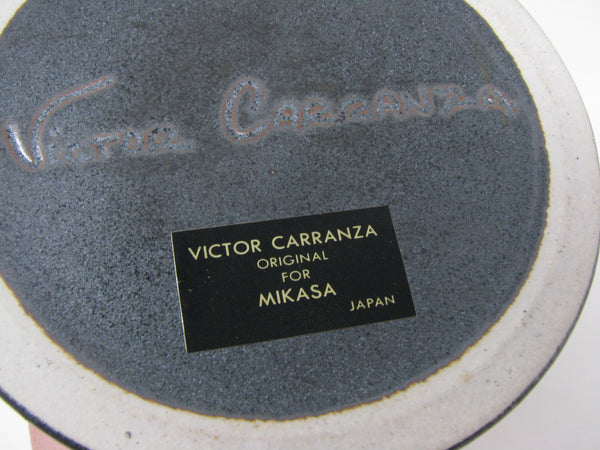 Victor Carranza
VICTOR CARRANZA
ORIGINAL
FOR
MIKASA
JAPAN